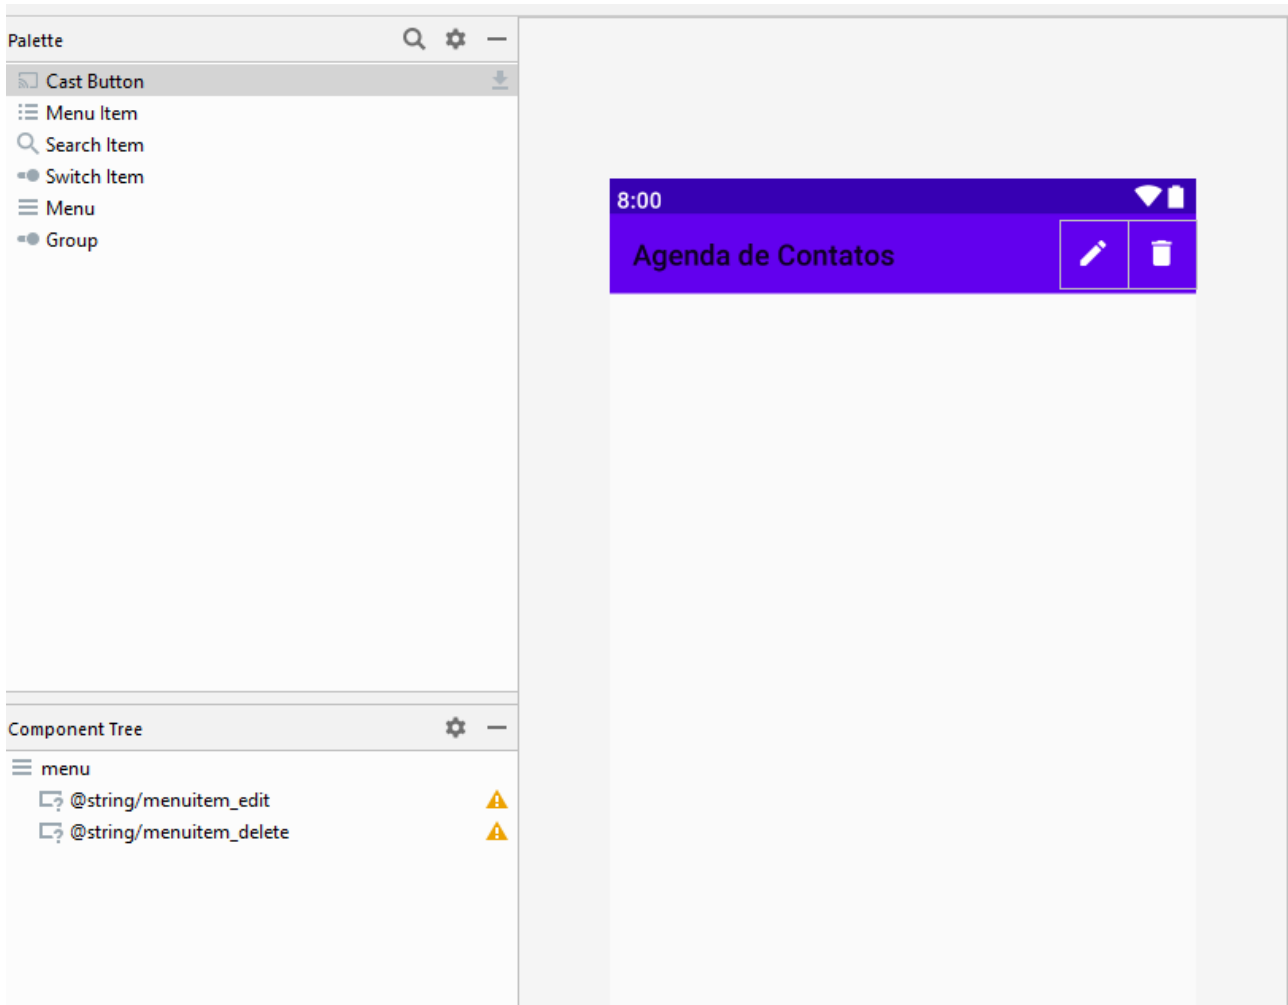 Palette
Cast Button
Menu Item
Search Item
Switch Item
Menu
Group
8:00
Agenda de Contatos
Component Tree
menu
@string/menuitem_edit
@string/menuitem_delete